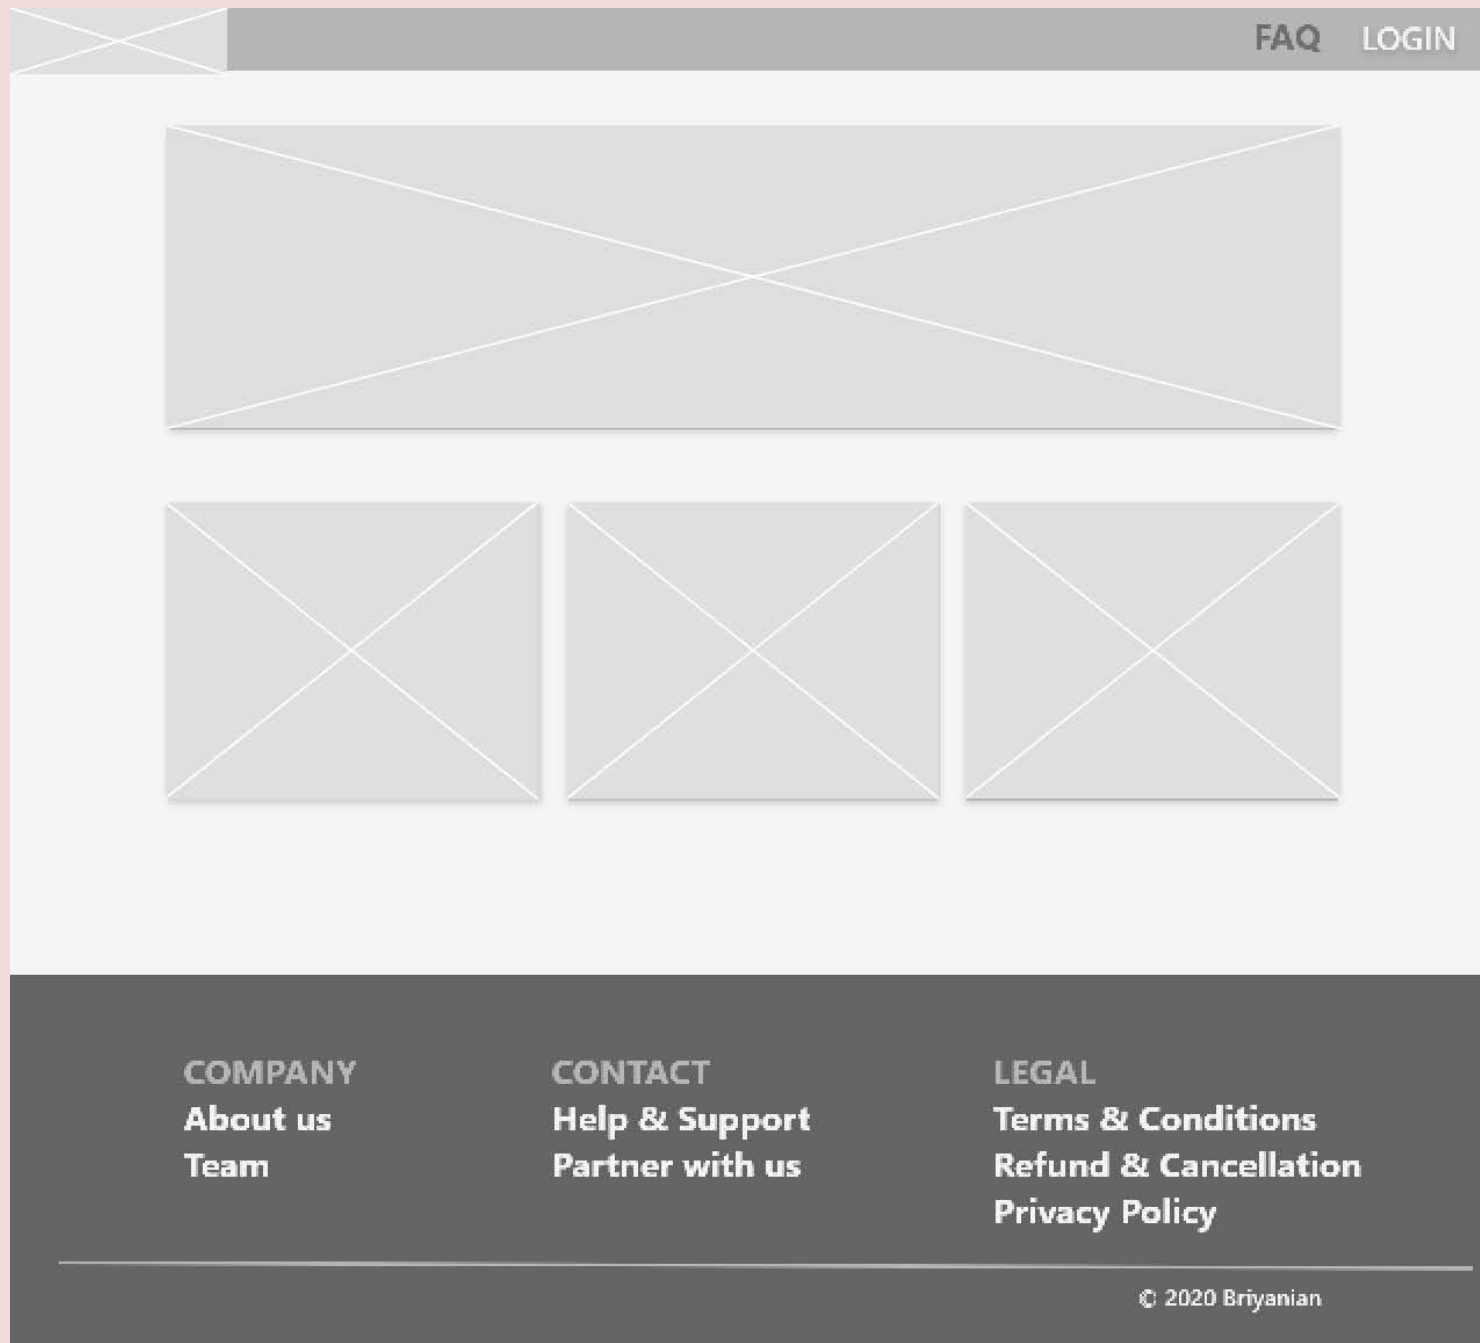 FAQ LOGIN
COMPANY
About us
Team
CONTACT
Help & Support
Partner with us
LEGAL
Terms & Conditions
Refund & Cancellation
Privacy Policy
© 2020 Briyanian